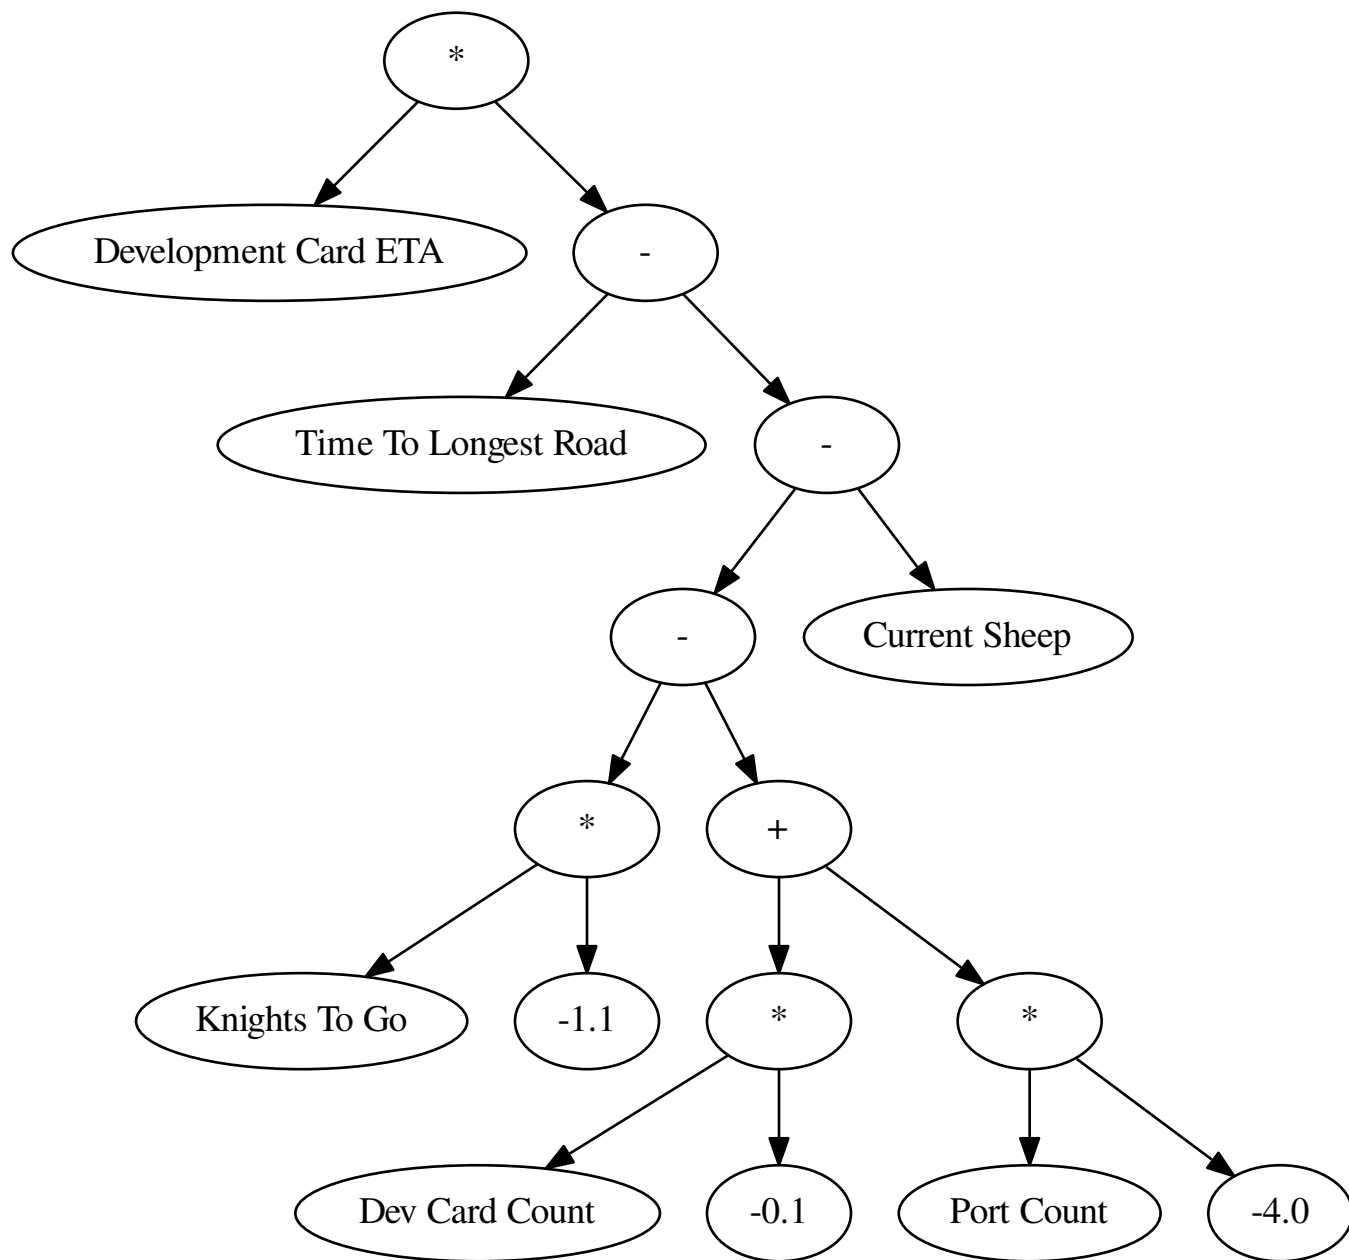 *
Development Card ETA
-
Time To Longest Road
-
-
Current Sheep
*
+
Knights To Go
-1.1
*
*
Dev Card Count
-0.1
Port Count
-4.0